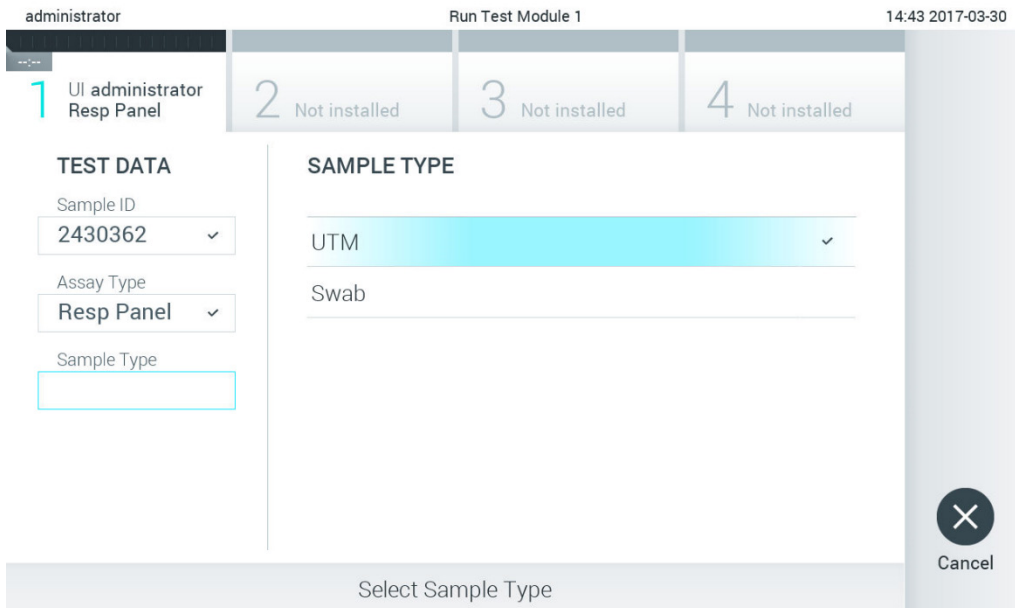 administrator
Run Test Module 1
14:43 2017-03-30
--:--
1
UI administrator
Resp Panel
2 Not installed
3 Not installed
4 Not installed
TEST DATA
Sample ID
2430362
Assay Type
Resp Panel
Sample Type
SAMPLE TYPE
UTM
Swab
Cancel
Select Sample Type